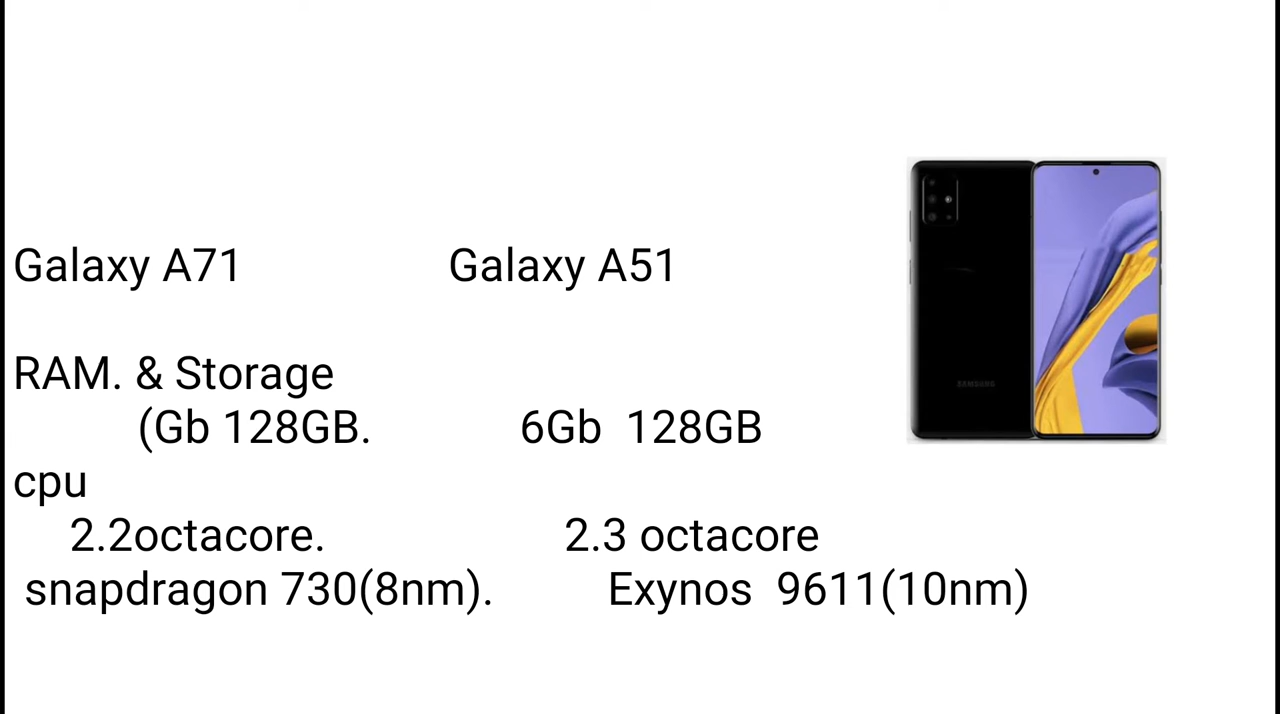 Galaxy A71 Galaxy A51
RAM. & Storage
(Gb 128GB. 6Gb 128GB
cpu
2.2octacore. 2.3 octacore
snapdragon 730(8nm). Exynos 9611(10nm)
SAMSUNG